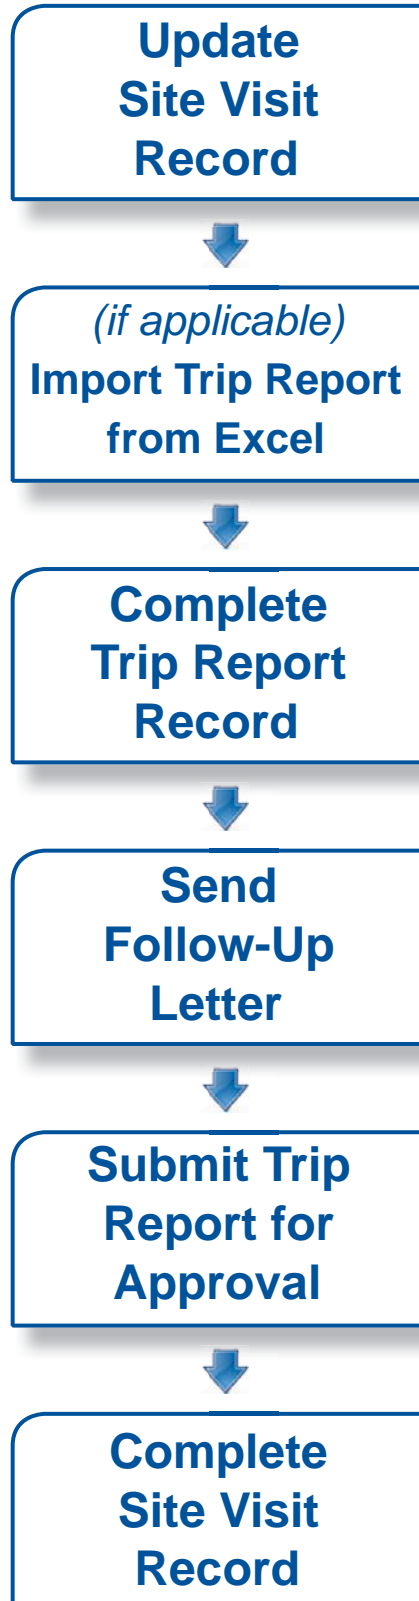 Update
Site Visit
Record
(if applicable)
Import Trip Report
from Excel
Complete
Trip Report
Record
Send
Follow-Up
Letter
Submit Trip
Report for
Approval
Complete
Site Visit
Record